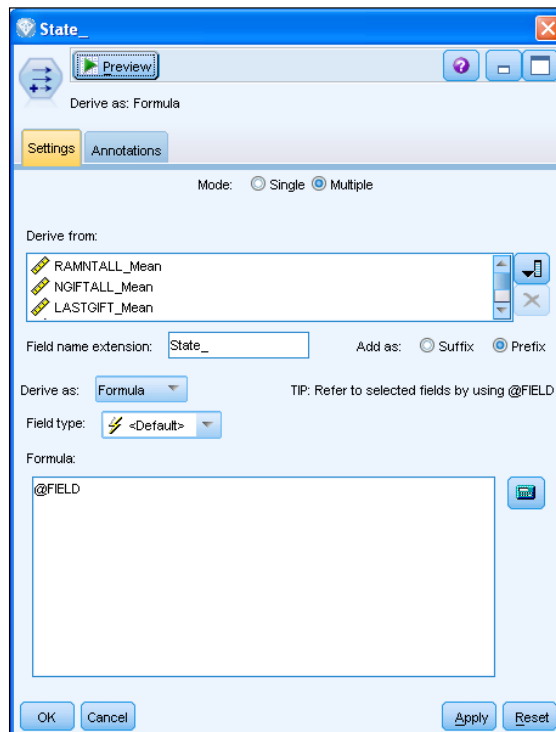 State_
Preview
Derive as: Formula
Settings Annotations
Mode: Single Multiple
Derive from:
RAMNTALL_Mean
NGIFTALL_Mean
LASTGIFT_Mean
Field name extension: State_ Add as: Suffix Prefix
Derive as: Formula TIP: Refer to selected fields by using @FIELD
Field type: <Default>
Formula:
@FIELD
OK Cancel Apply Reset